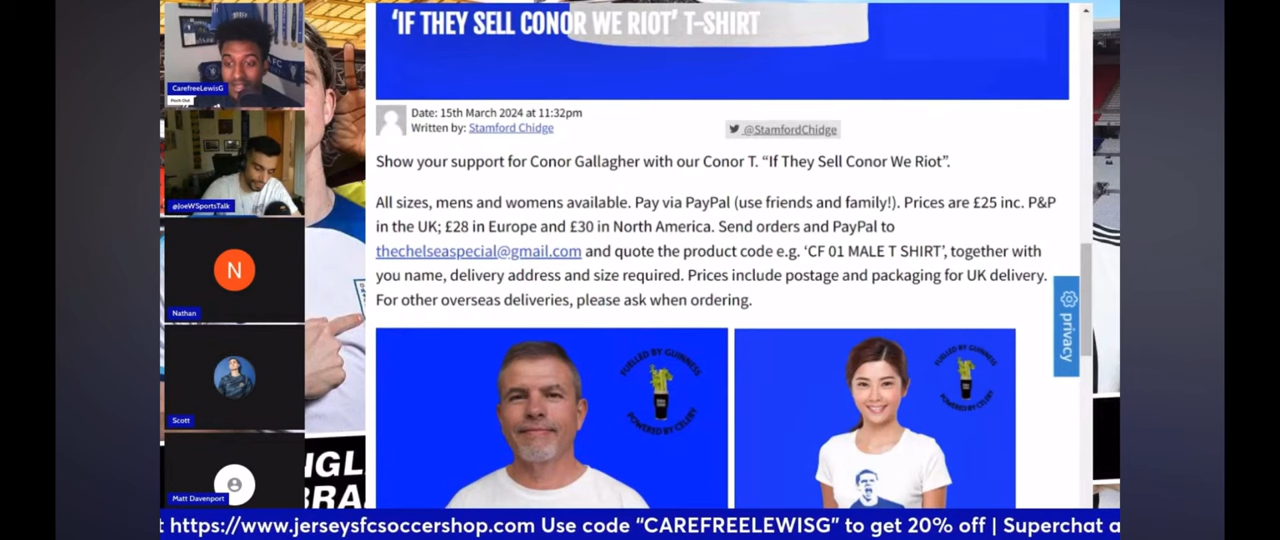 'IF THEY SELL CONOR WE RIOT' T-SHIRT
CarefreeLewisG
Date: 15th March 2024 at 11:32pm
Written by: Stamford Chidge
@StamfordChidge
Show your support for Conor Gallagher with our Conor T. “If They Sell Conor We Riot”.
@JoeWSportsTalk
All sizes, mens and womens available. Pay via PayPal (use friends and family!). Prices are £25 inc. P&P
in the UK; £28 in Europe and £30 in North America. Send orders and PayPal to
thechelseaspecial@gmail.com and quote the product code e.g. ‘CF 01 MALE T SHIRT’, together with
you name, delivery address and size required. Prices include postage and packaging for UK delivery.
For other overseas deliveries, please ask when ordering.
N
Nathan
privacy
FUELLED BY GUINNESS
POWERED BY CELERY
FUELLED BY GUINNESS
POWERED BY CELERY
Scott
Matt Davenport
NGL
BRA
t https://www.jerseysfcsoccershop.com Use code "CAREFREELEWISG" to get 20% off | Superchat a